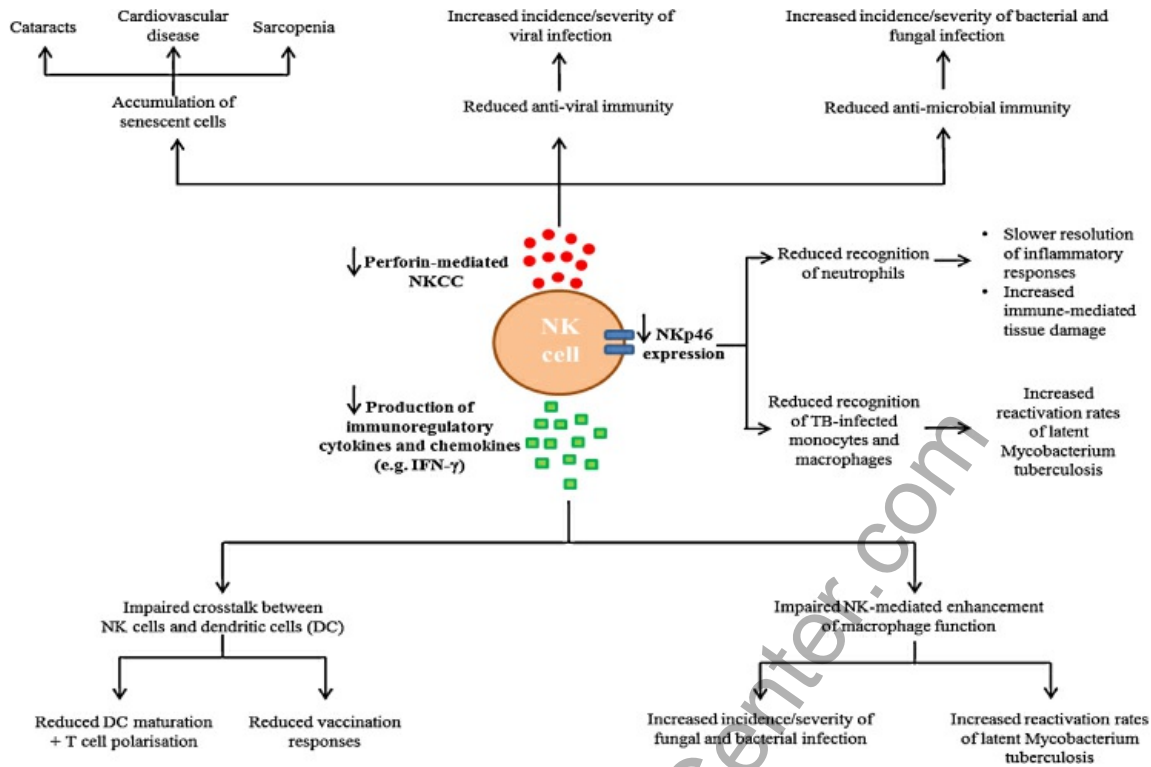 Cataracts
Cardiovascular
disease
Sarcopenia
Accumulation of
senescent cells
Increased incidence/severity of
viral infection
Reduced anti-viral immunity
Increased incidence/severity of bacterial and
fungal infection
Reduced anti-microbial immunity
↓ Perforin-mediated
NKCC
NK
cell
↓ NKp46
expression
Reduced recognition
of neutrophils
• Slower resolution
of inflammatory
responses
• Increased
immune-mediated
tissue damage
Reduced recognition
of TB-infected
monocytes and
macrophages
Increased
reactivation rates
of latent
Mycobacterium
tuberculosis
↓ Production of
immunoregulatory
cytokines and chemokines
(e.g. IFN-γ)
Impaired crosstalk between
NK cells and dendritic cells (DC)
Reduced DC maturation
+ T cell polarisation
Reduced vaccination
responses
Impaired NK-mediated enhancement
of macrophage function
Increased incidence/severity of
fungal and bacterial infection
Increased reactivation rates
of latent Mycobacterium
tuberculosis
Center.com